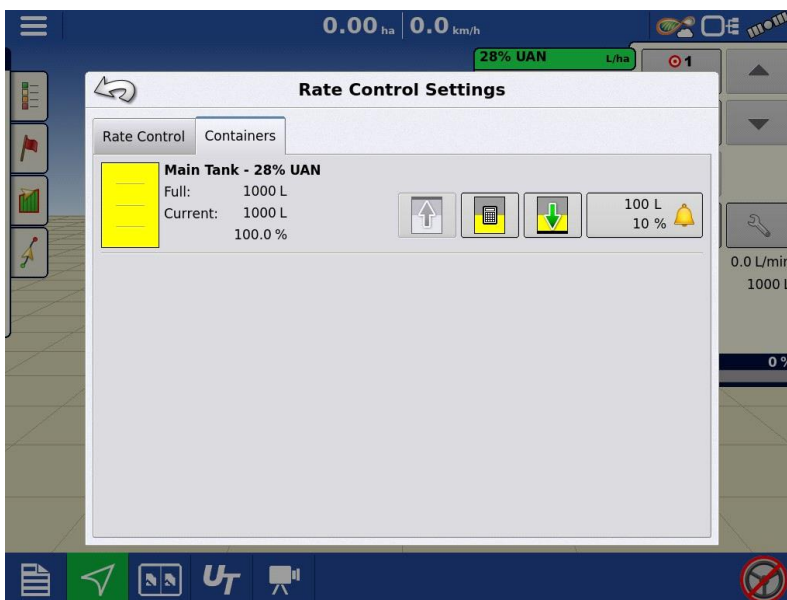 0.00 ha 0.0 km/h
28% UAN L/ha
1
Rate Control Settings
Rate Control Containers
Main Tank - 28% UAN
Full: 1000 L
Current: 1000 L
100.0 %
100 L
10 %
0.0 L/min
1000 L
0 %
UT